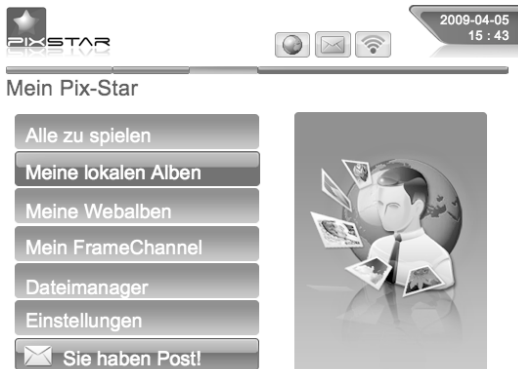 PIXSTAR
2009-04-05
15 : 43
Mein Pix-Star
Alle zu spielen
Meine lokalen Alben
Meine Webalben
Mein FrameChannel
Dateimanager
Einstellungen
Sie haben Post!